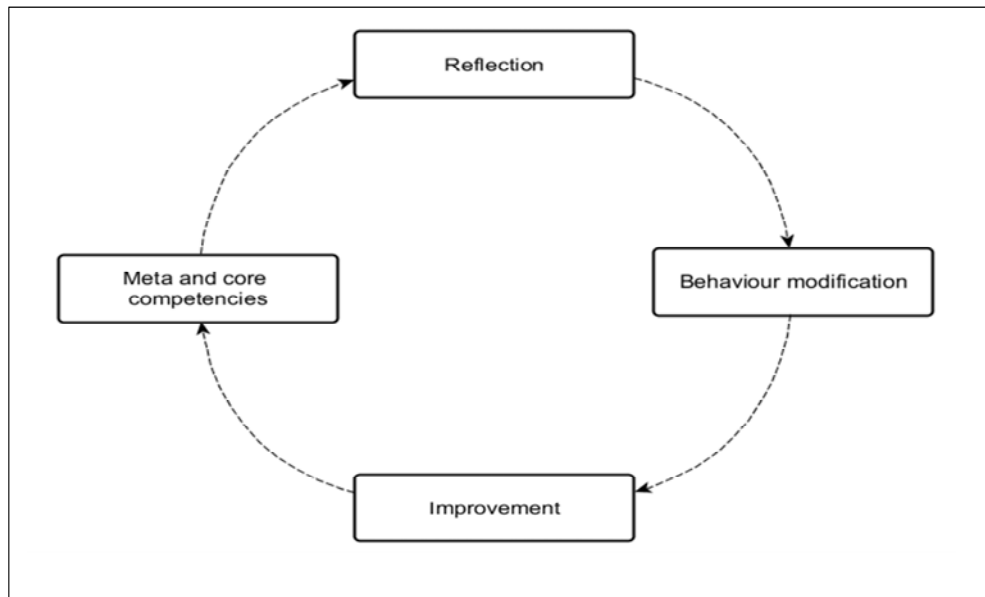 Reflection
Meta and core
competencies
Behaviour modification
Improvement